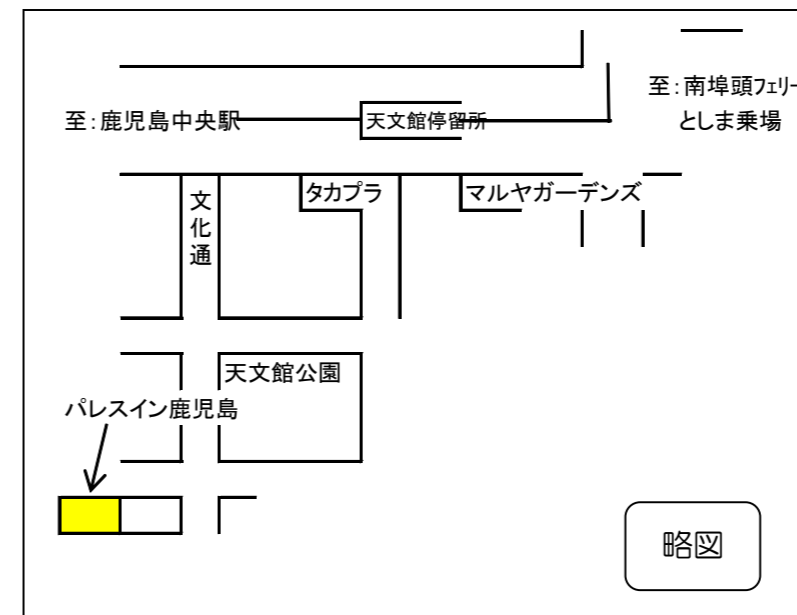 至:南埠頭フェリー
としま乗場
至:鹿児島中央駅
天文館停留所
文化通
タカプラ
マルヤガーデンズ
天文館公園
パレスイン鹿児島
略図